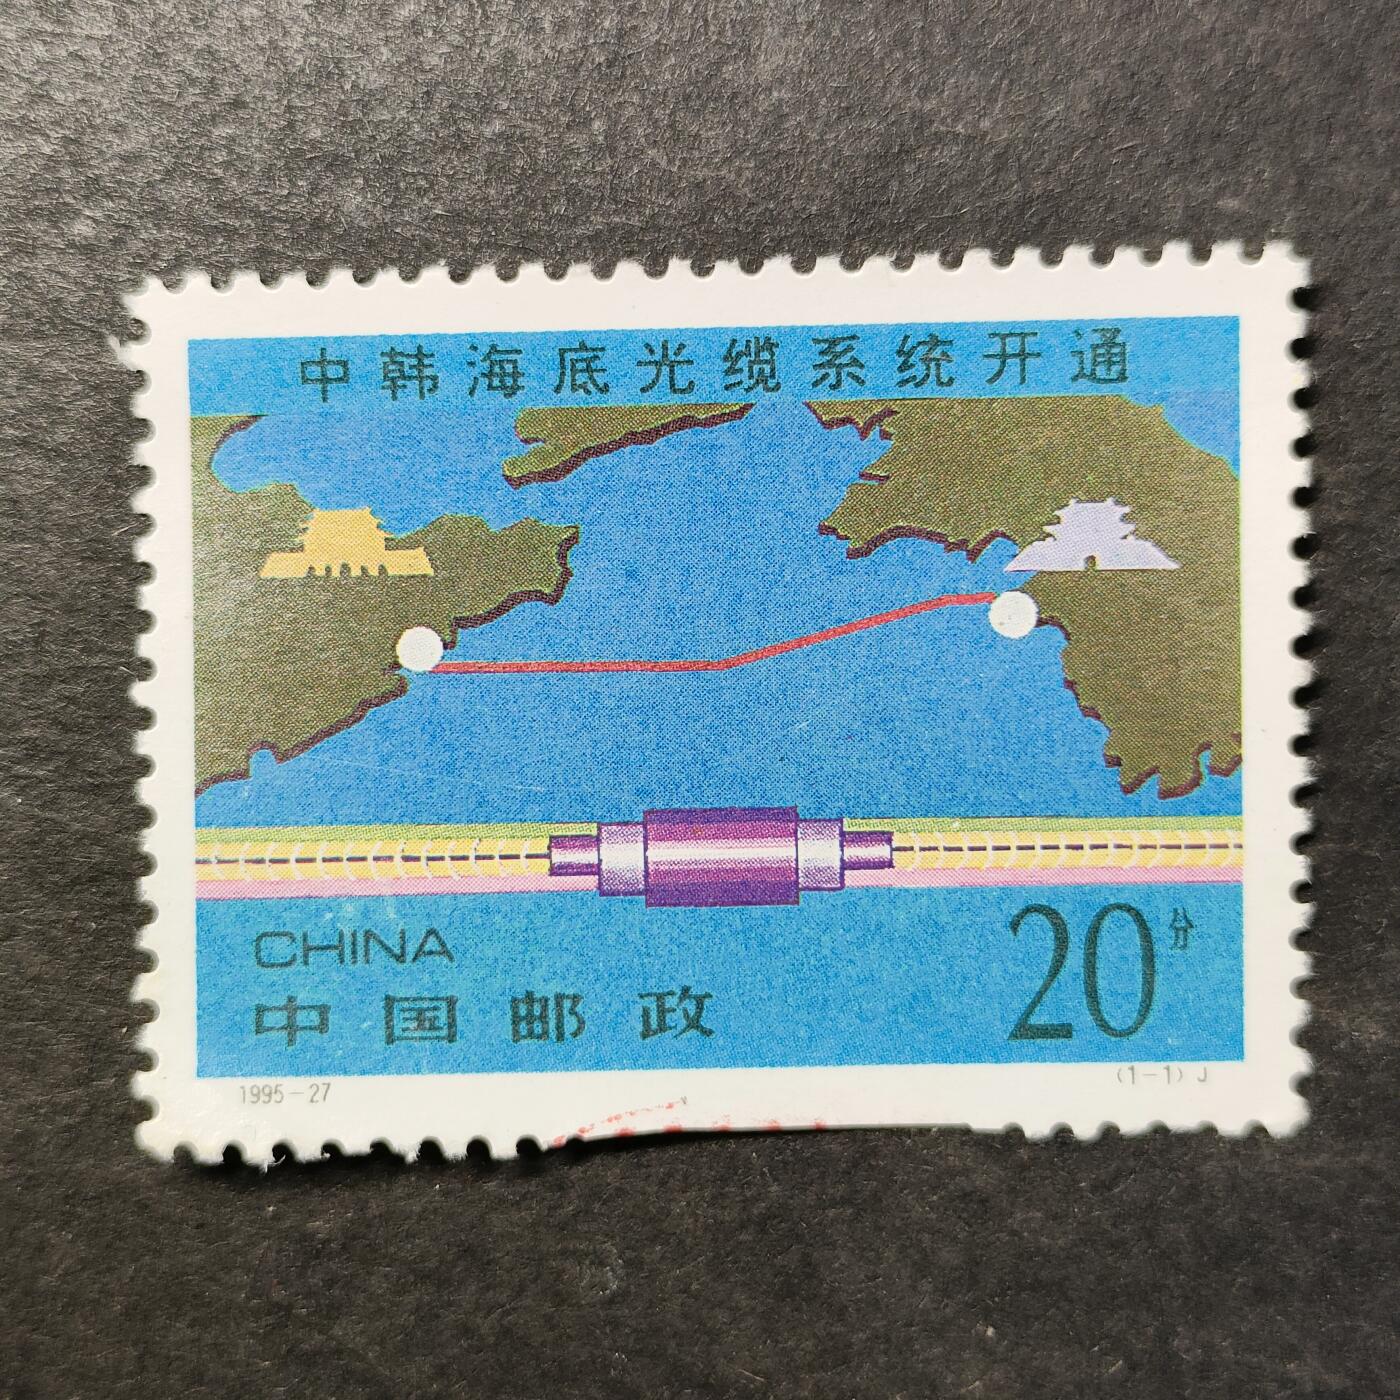 中韩海底光缆系统开通
CHINA
中国邮政
20分
1995-27
(1-1) J